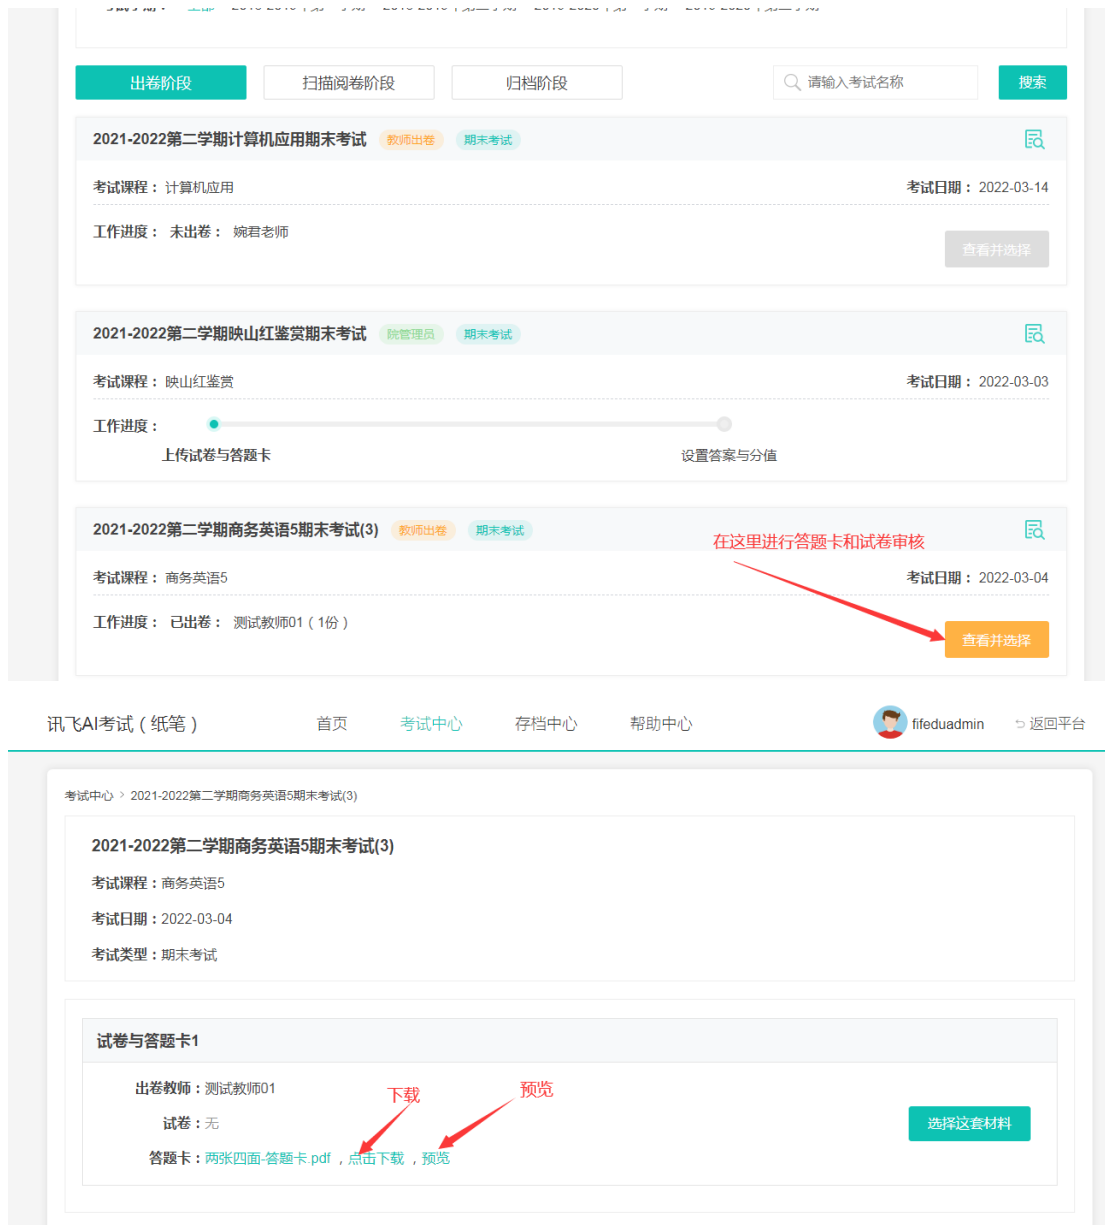 出卷阶段 扫描阅卷阶段 归档阶段 请输入考试名称 搜索
2021-2022第二学期计算机应用期末考试 教师出卷 期末考试
考试课程： 计算机应用 考试日期： 2022-03-14
工作进度： 未出卷： 婉君老师
查看并选择
2021-2022第二学期映山红鉴赏期末考试 院管理员 期末考试
考试课程： 映山红鉴赏 考试日期： 2022-03-03
工作进度：
上传试卷与答题卡 设置答案与分值
2021-2022第二学期商务英语5期末考试(3) 教师出卷 期末考试
在这里进行答题卡和试卷审核
考试课程： 商务英语5 考试日期： 2022-03-04
工作进度： 已出卷： 测试教师01（1份）
查看并选择
讯飞AI考试（纸笔） 首页 考试中心 存档中心 帮助中心 fifeduadmin 返回平台
考试中心 > 2021-2022第二学期商务英语5期末考试(3)
2021-2022第二学期商务英语5期末考试(3)
考试课程：商务英语5
考试日期：2022-03-04
考试类型：期末考试
试卷与答题卡1
出卷教师：测试教师01
下载 预览
试卷：无
选择这套材料
答题卡：两张四面-答题卡.pdf ，点击下载 ，预览